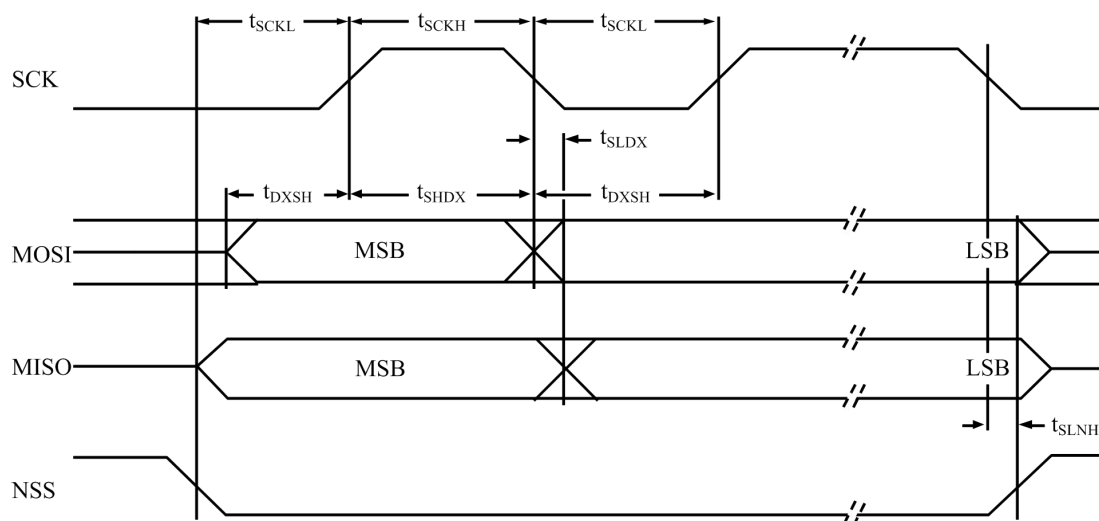 tSCKL tSCKH tSCKL
SCK
tSLDX
tDXSH tSHDX tDXSH
MOSI MSB LSB
MISO MSB LSB
tSLNH
NSS